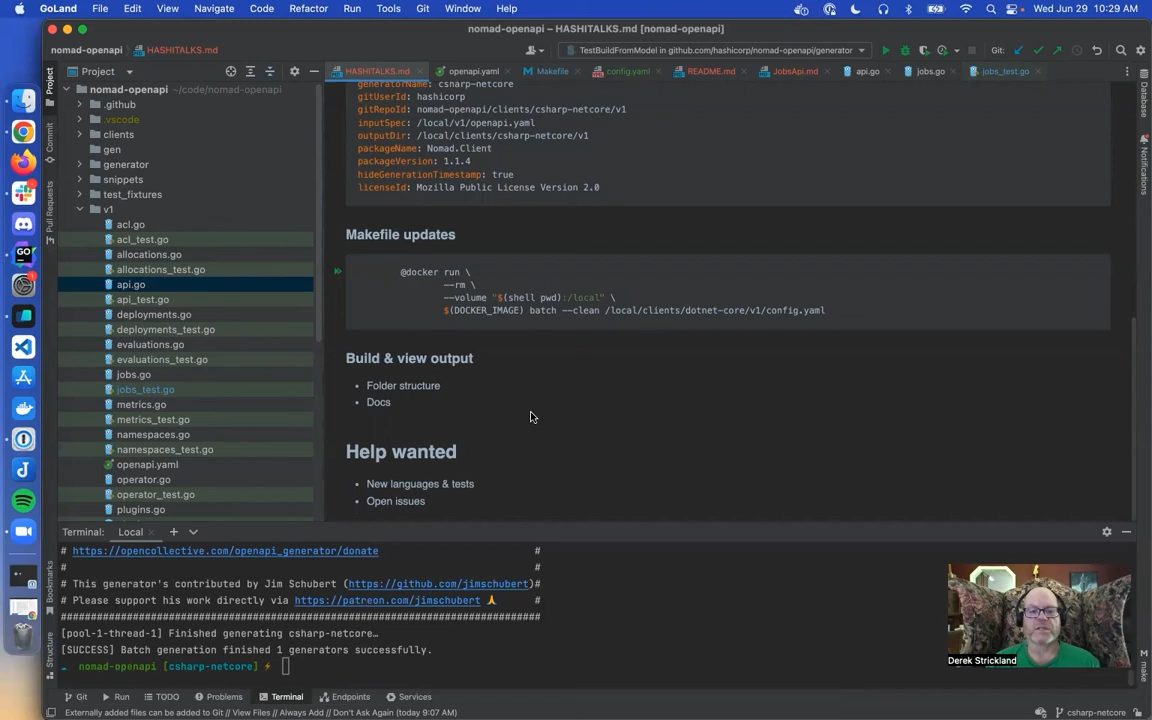 GoLand File Edit View Navigate Code Refactor Run Tools Git Window Help Wed Jun 29 10:29 AM
nomad-openapi – HASHITALKS.md [nomad-openapi]
nomad-openapi HASHITALKS.md TestBuildFromModel in github.com/hashicorp/nomad-openapi/generator Git:
Project
HASHITALKS.md openapi.yaml Makefile config.yaml README.md JobsApi.md api.go jobs.go jobs_test.go
Project
Commit
Pull Requests
Bookmarks
Structure
nomad-openapi ~/code/nomad-openapi
.github
.vscode
clients
gen
generator
snippets
test_fixtures
v1
acl.go
acl_test.go
allocations.go
allocations_test.go
api.go
api_test.go
deployments.go
deployments_test.go
evaluations.go
evaluations_test.go
jobs.go
jobs_test.go
metrics.go
metrics_test.go
namespaces.go
namespaces_test.go
openapi.yaml
operator.go
operator_test.go
plugins.go
generatorName: csharp-netcore
gitUserId: hashicorp
gitRepoId: nomad-openapi/clients/csharp-netcore/v1
inputSpec: /local/v1/openapi.yaml
outputDir: /local/clients/csharp-netcore/v1
packageName: Nomad.Client
packageVersion: 1.1.4
hideGenerationTimestamp: true
licenseId: Mozilla Public License Version 2.0
Makefile updates
@docker run \
--rm \
--volume "$(shell pwd):/local" \
$(DOCKER_IMAGE) batch --clean /local/clients/dotnet-core/v1/config.yaml
Build & view output
• Folder structure
• Docs
Help wanted
• New languages & tests
• Open issues
Database
Notifications
make
Terminal: Local
# https://opencollective.com/openapi_generator/donate #
# #
# This generator's contributed by Jim Schubert (https://github.com/jimschubert)#
# Please support his work directly via https://patreon.com/jimschubert 🙏 #
################################################################################
[pool-1-thread-1] Finished generating csharp-netcore…
[SUCCESS] Batch generation finished 1 generators successfully.
nomad-openapi [csharp-netcore] ⚡
Derek Strickland
Git Run TODO Problems Terminal Endpoints Services
Externally added files can be added to Git // View Files // Always Add // Don't Ask Again (today 9:07 AM) csharp-netcore